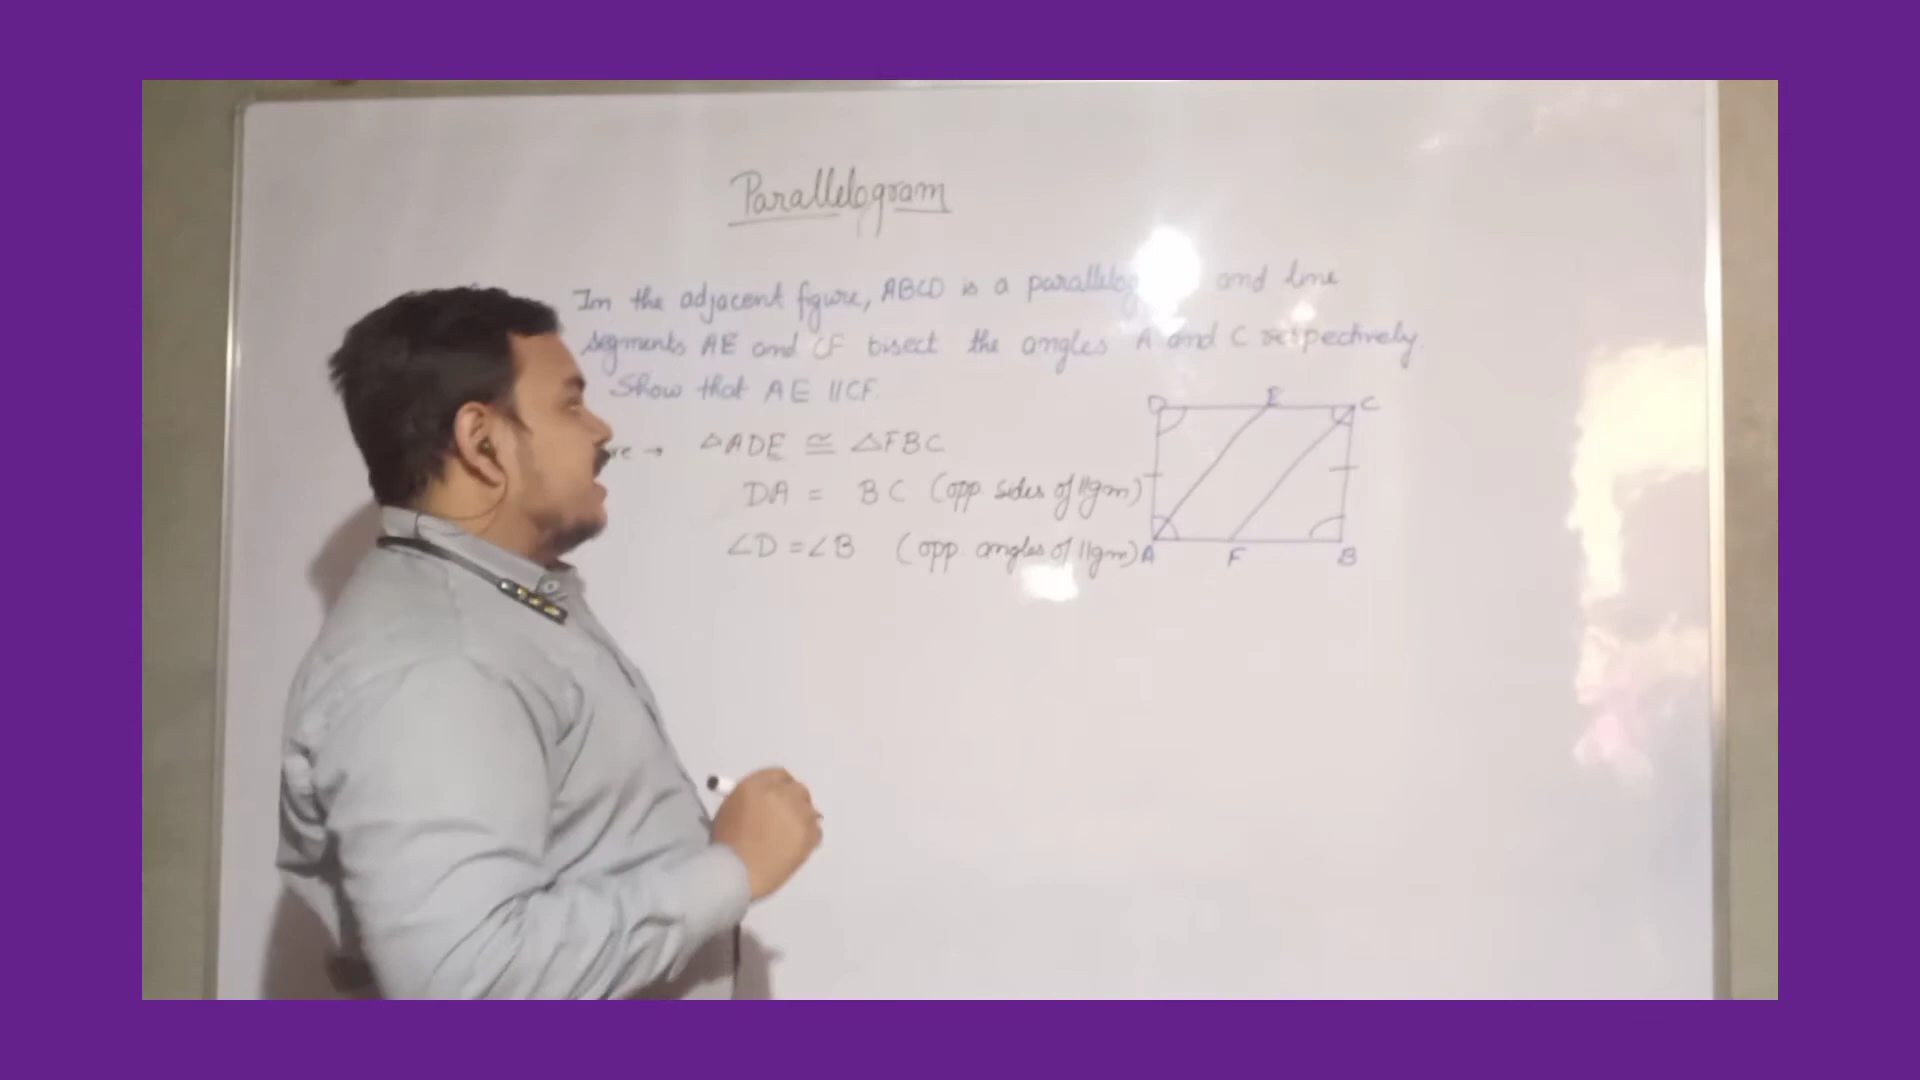 Parallelogram
In the adjacent figure, ABCD is a and line
segments AE and CF bisect the angles A and C respectively.
Show that AE || CF.
→ △ADE ≅ △FBC
DA = BC (opp. sides of ||gm)
∠D = ∠B (opp. angles of ||gm)
D E C
A F B